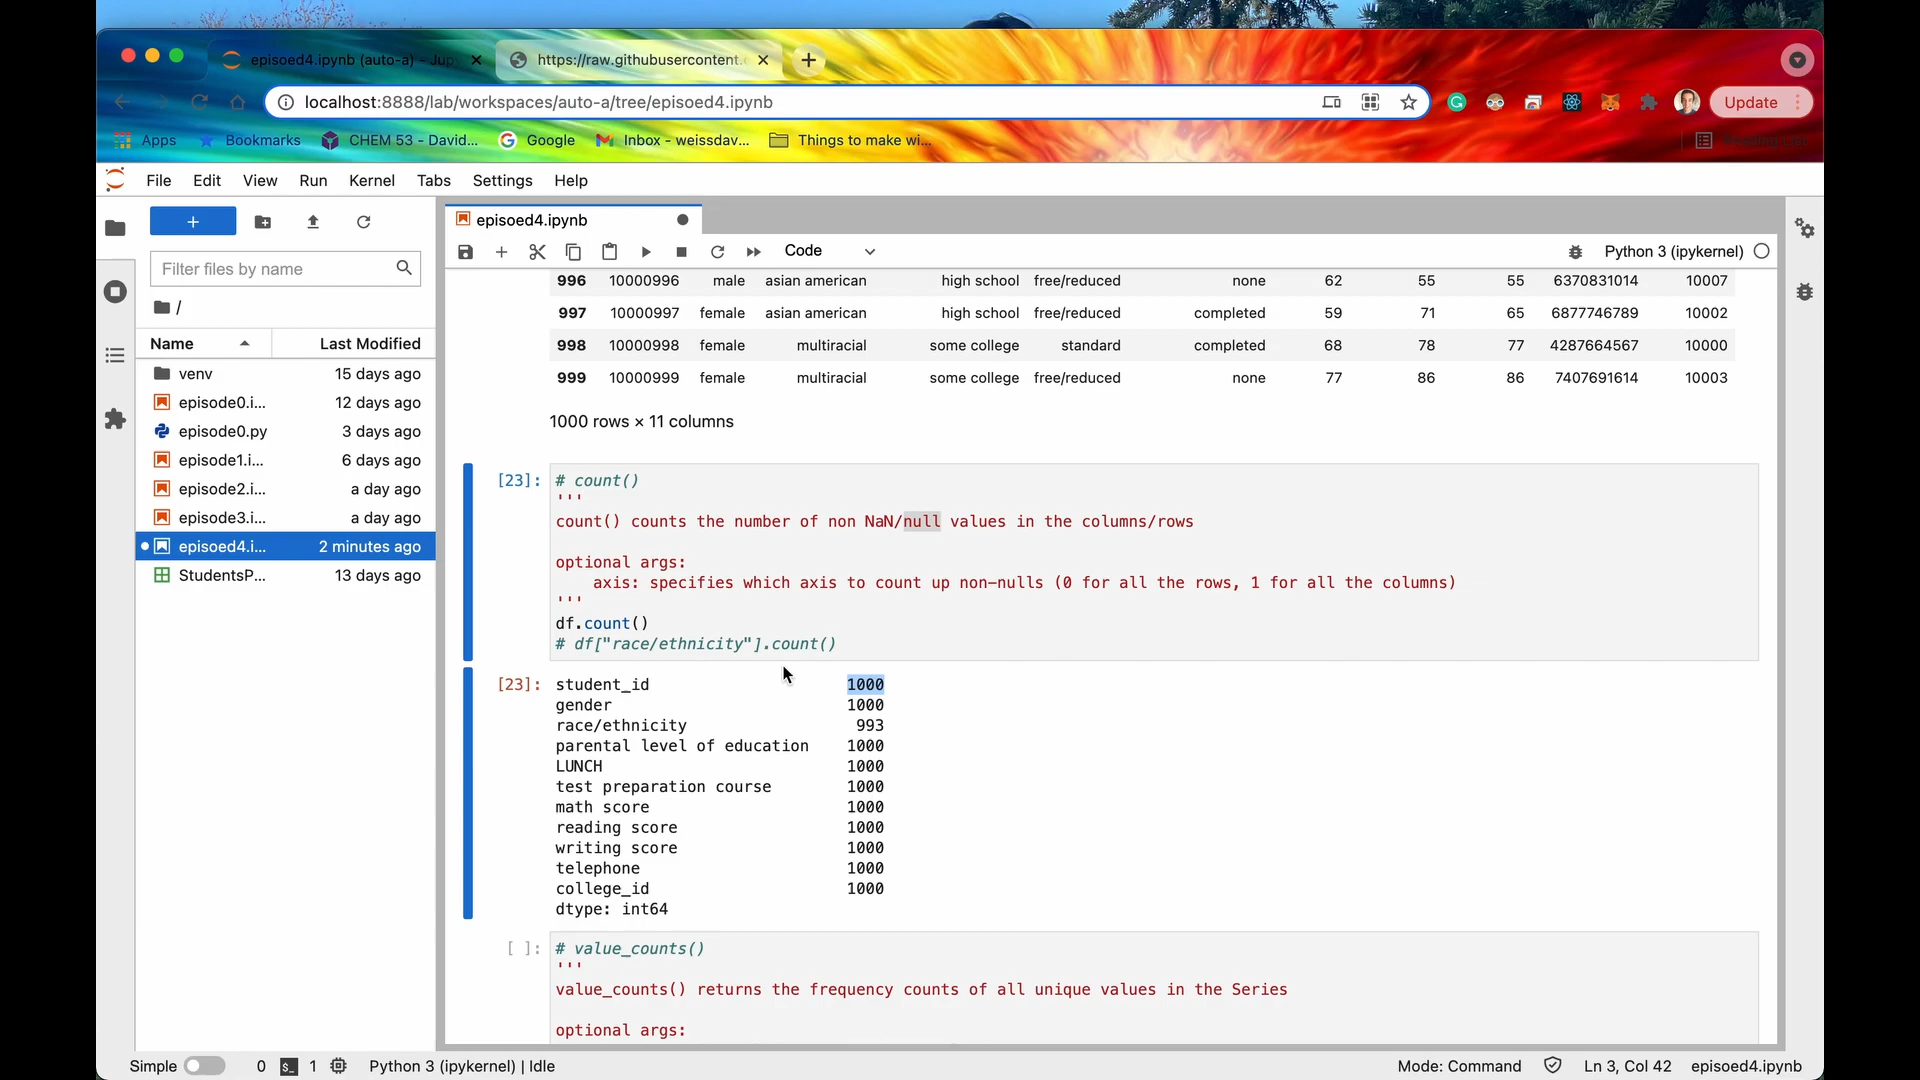 episoed4.ipynb (auto-a) - Jup
https://raw.githubusercontent.
localhost:8888/lab/workspaces/auto-a/tree/episoed4.ipynb
Update
Apps
Bookmarks
CHEM 53 - David...
Google
Inbox - weissdav...
Things to make wi...
Reading List
File Edit View Run Kernel Tabs Settings Help
episoed4.ipynb
Filter files by name
Code
Python 3 (ipykernel)
/
Name Last Modified
venv 15 days ago
episode0.i... 12 days ago
episode0.py 3 days ago
episode1.i... 6 days ago
episode2.i... a day ago
episode3.i... a day ago
episoed4.i... 2 minutes ago
StudentsP... 13 days ago
996 10000996 male asian american high school free/reduced none 62 55 55 6370831014 10007
997 10000997 female asian american high school free/reduced completed 59 71 65 6877746789 10002
998 10000998 female multiracial some college standard completed 68 78 77 4287664567 10000
999 10000999 female multiracial some college free/reduced none 77 86 86 7407691614 10003
1000 rows × 11 columns
[23]: # count()
'''
count() counts the number of non NaN/null values in the columns/rows
optional args:
axis: specifies which axis to count up non-nulls (0 for all the rows, 1 for all the columns)
'''
df.count()
# df["race/ethnicity"].count()
[23]: student_id 1000
gender 1000
race/ethnicity 993
parental level of education 1000
LUNCH 1000
test preparation course 1000
math score 1000
reading score 1000
writing score 1000
telephone 1000
college_id 1000
dtype: int64
[ ]: # value_counts()
'''
value_counts() returns the frequency counts of all unique values in the Series
optional args:
Simple 0 1 Python 3 (ipykernel) | Idle
Mode: Command Ln 3, Col 42 episoed4.ipynb